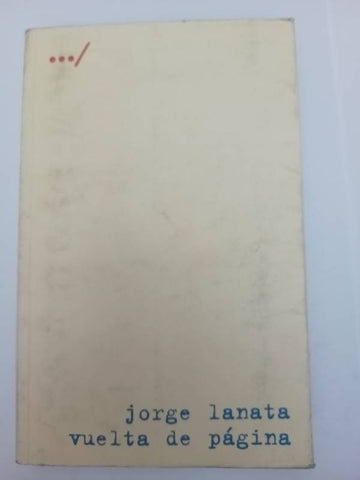 •••/
jorge lanata
vuelta de página